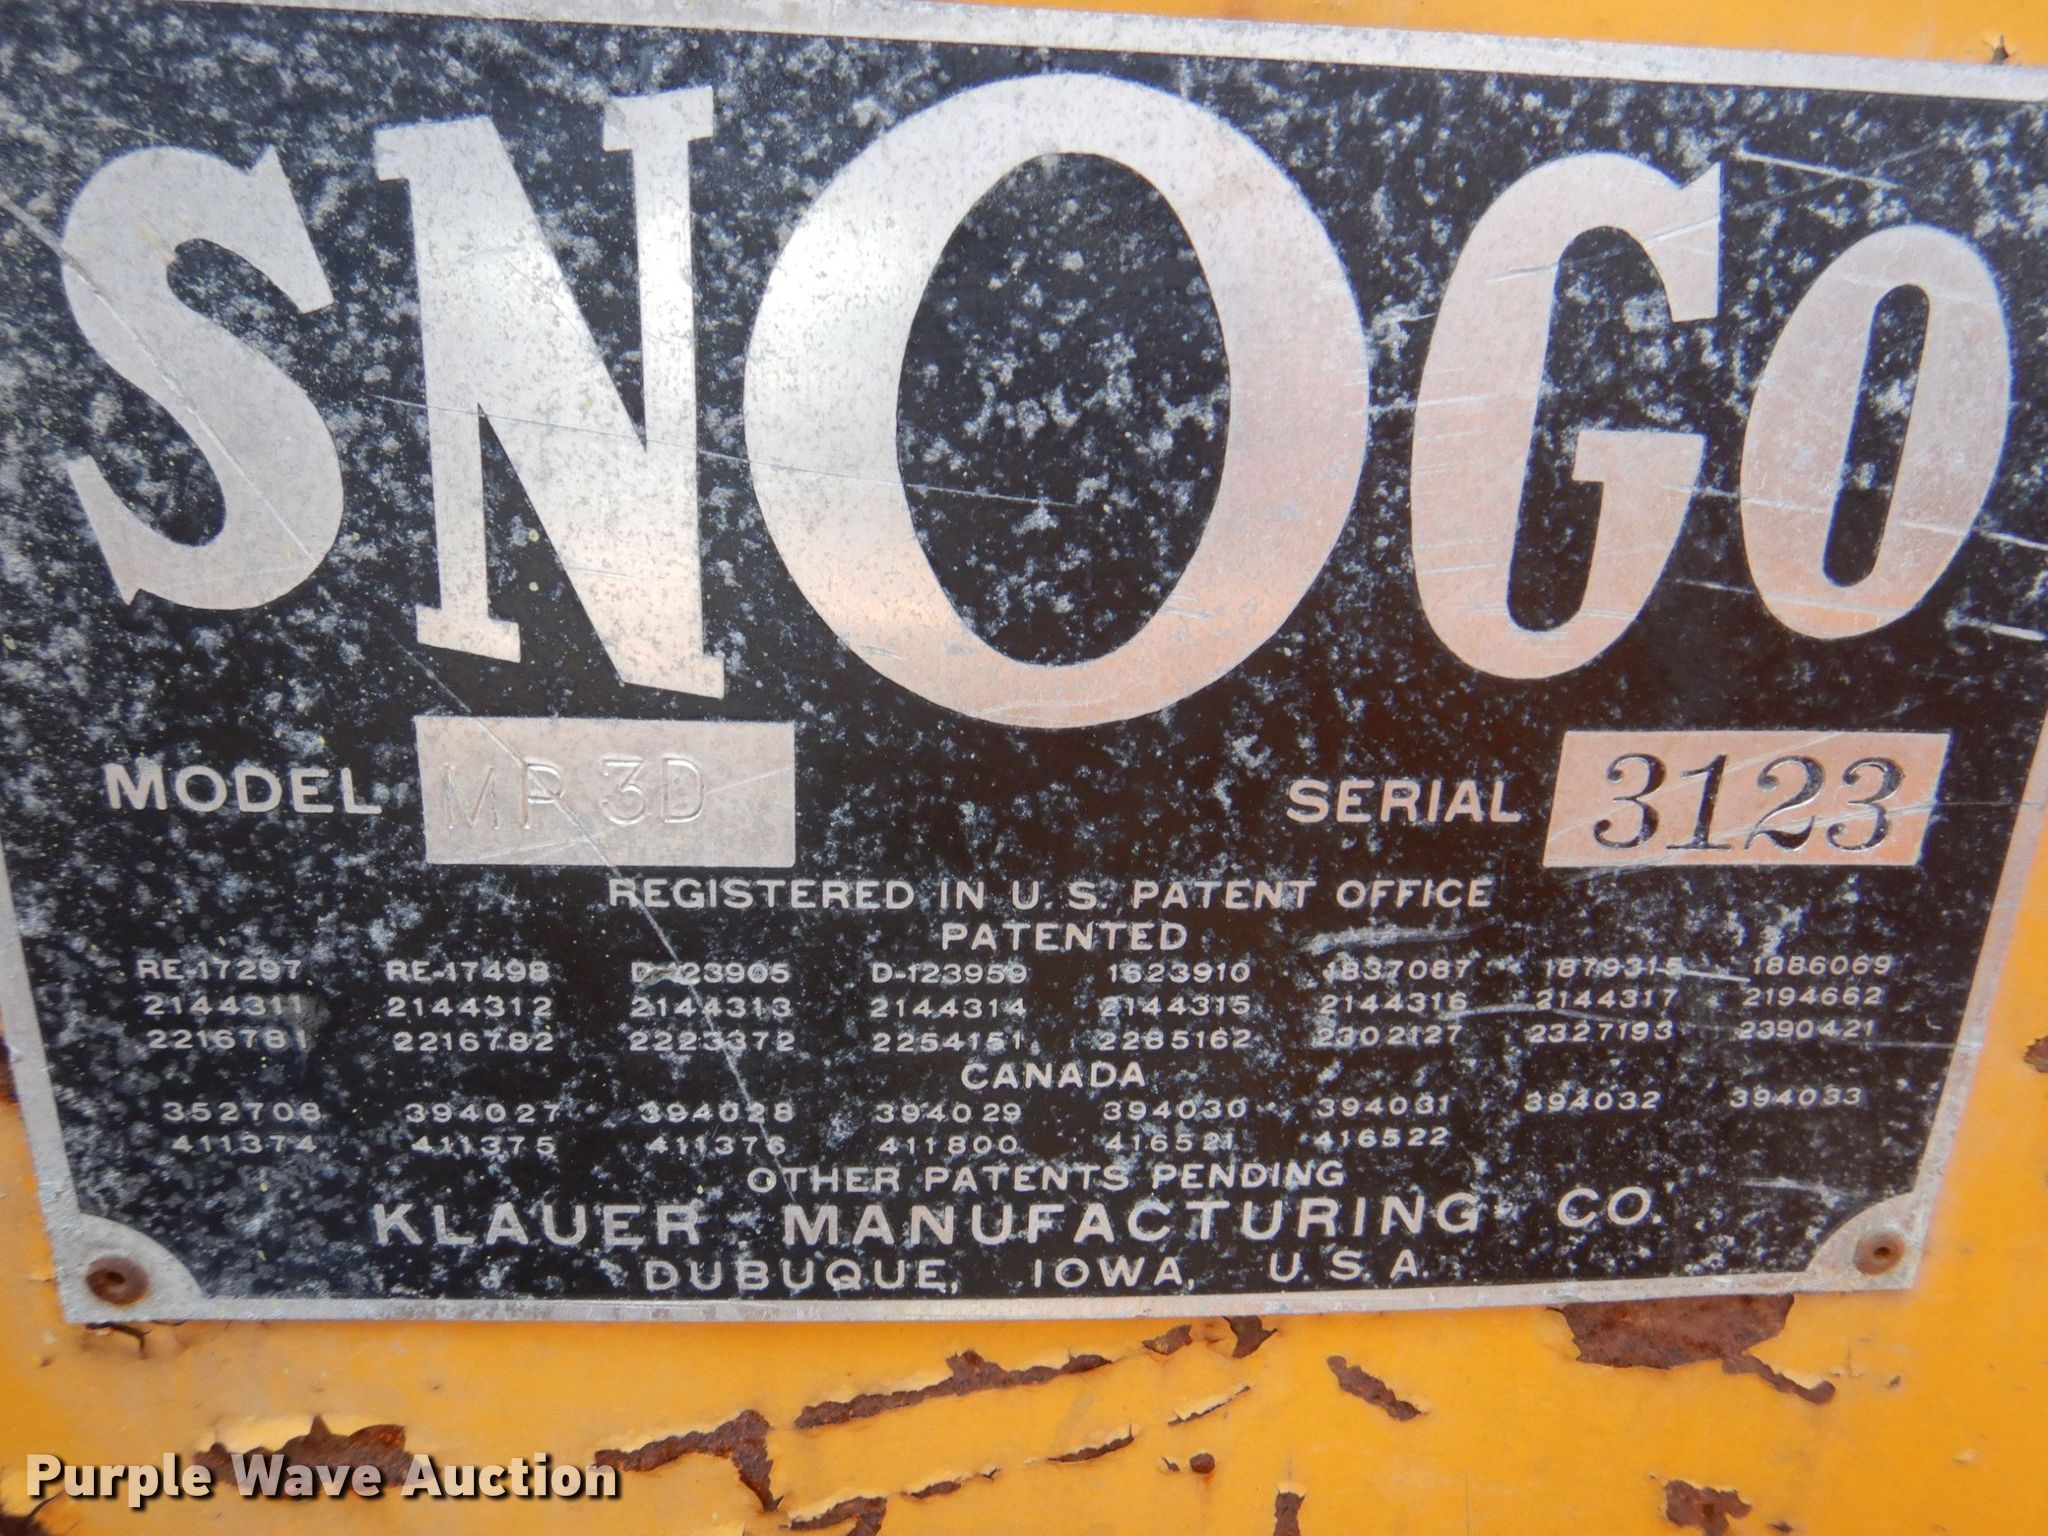 SNOGO
MODEL MP 3D SERIAL 3123
REGISTERED IN U. S. PATENT OFFICE
PATENTED
RE-17297 RE-17498 D-123905 D-123959 1623910 1837087 1879315 1886069
2144311 2144312 2144313 2144314 2144315 2144316 2144317 2194662
2216781 2216782 2223372 2254151 2285162 2302127 2327193 2390421
CANADA
352708 394027 394028 394029 394030 394031 394032 394033
411374 411375 411376 411800 416521 416522
OTHER PATENTS PENDING
KLAUER MANUFACTURING CO.
DUBUQUE, IOWA, U.S.A.
Purple Wave Auction